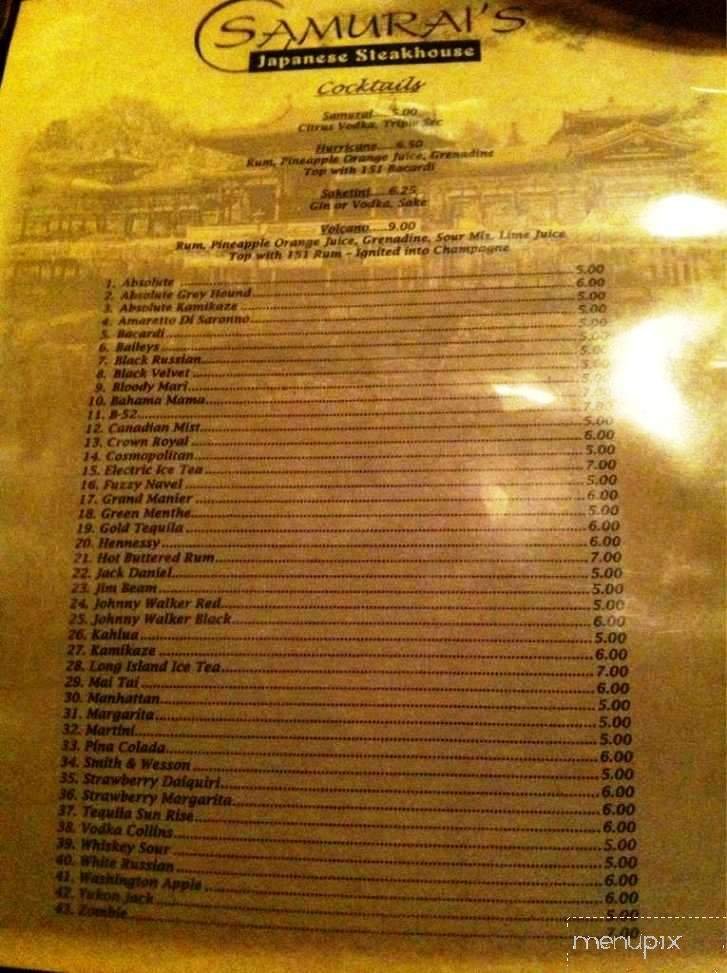 SAMURAI'S
Japanese Steakhouse
Cocktails
Samurai.....5.00
Citrus Vodka, Triple Sec
Hurricane.....6.50
Rum, Pineapple Orange Juice, Grenadine
Top with 151 Bacardi
Saketini.....6.25
Gin or Vodka, Sake
Volcano.....9.00
Rum, Pineapple Orange Juice, Grenadine, Sour Mix, Lime Juice
Top with 151 Rum - Ignited into Champagne
1. Absolute 5.00
2. Absolute Grey Hound 6.00
3. Absolute Kamikaze 5.00
4. Amaretto Di Saronno 5.00
5. Bacardi 5.00
6. Baileys
7. Black Russian
8. Black Velvet
9. Bloody Mari
10. Bahama Mama
11. B-52
12. Canadian Mist 5.00
13. Crown Royal 6.00
14. Cosmopolitan 5.00
15. Electric Ice Tea 7.00
16. Fuzzy Navel 5.00
17. Grand Manier 6.00
18. Green Menthe 5.00
19. Gold Tequila 6.00
20. Hennessy 6.00
21. Hot Buttered Rum 7.00
22. Jack Daniel 5.00
23. Jim Beam 5.00
24. Johnny Walker Red 5.00
25. Johnny Walker Black 6.00
26. Kahlua 5.00
27. Kamikaze 6.00
28. Long Island Ice Tea 7.00
29. Mai Tai 6.00
30. Manhattan 5.00
31. Margarita 5.00
32. Martini 5.00
33. Pina Colada 6.00
34. Smith & Wesson 5.00
35. Strawberry Daiquiri 6.00
36. Strawberry Margarita 6.00
37. Tequila Sun Rise 6.00
38. Vodka Collins 5.00
39. Whiskey Sour 5.00
40. White Russian 6.00
41. Washington Apple 6.00
42. Yukon Jack 5.00
43. Zombie 7.00
menupix